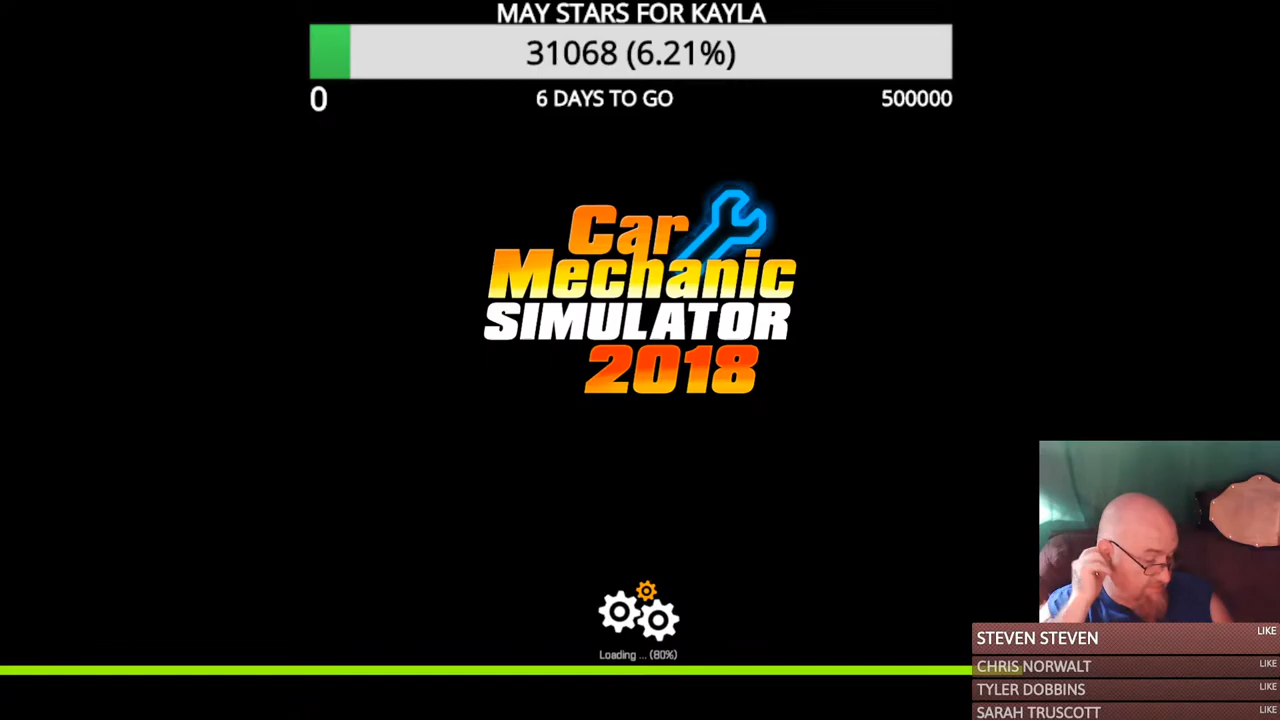 MAY STARS FOR KAYLA
31068 (6.21%)
0 6 DAYS TO GO 500000
Car
Mechanic
SIMULATOR
2018
Loading ... (80%)
STEVEN STEVEN LIKE
CHRIS NORWALT LIKE
TYLER DOBBINS LIKE
SARAH TRUSCOTT LIKE